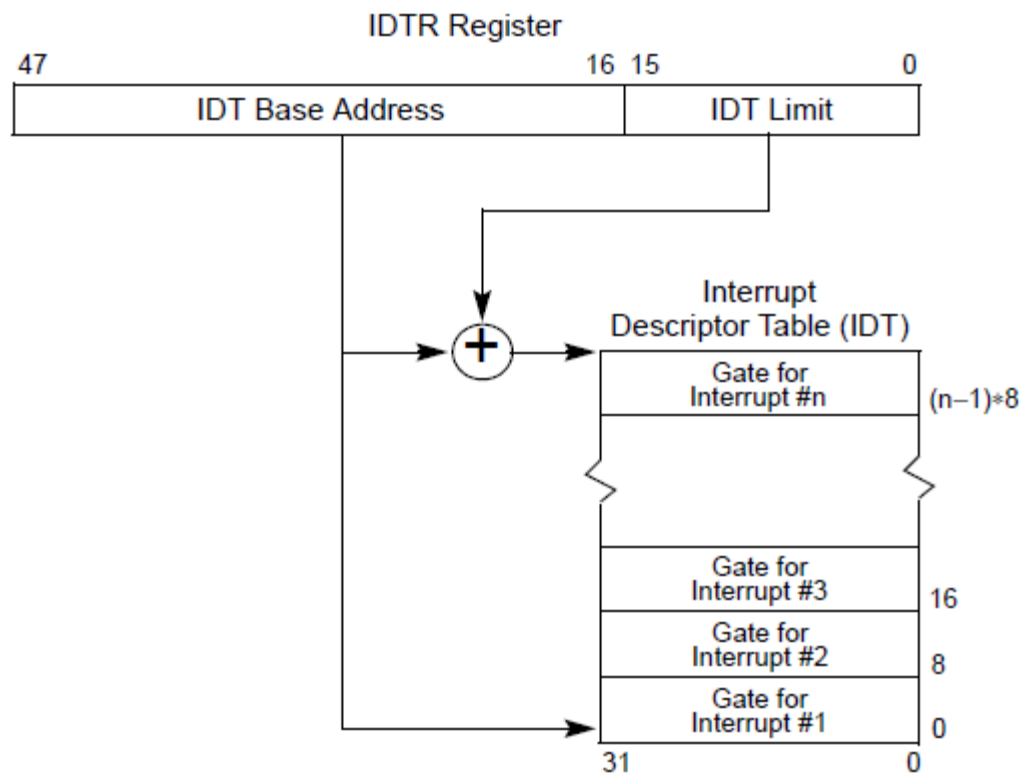 IDTR Register
47 16 15 0
IDT Base Address IDT Limit
+
Interrupt
Descriptor Table (IDT)
Gate for
Interrupt #n
(n−1)∗8
Gate for
Interrupt #3
16
Gate for
Interrupt #2
8
Gate for
Interrupt #1
0
31 0